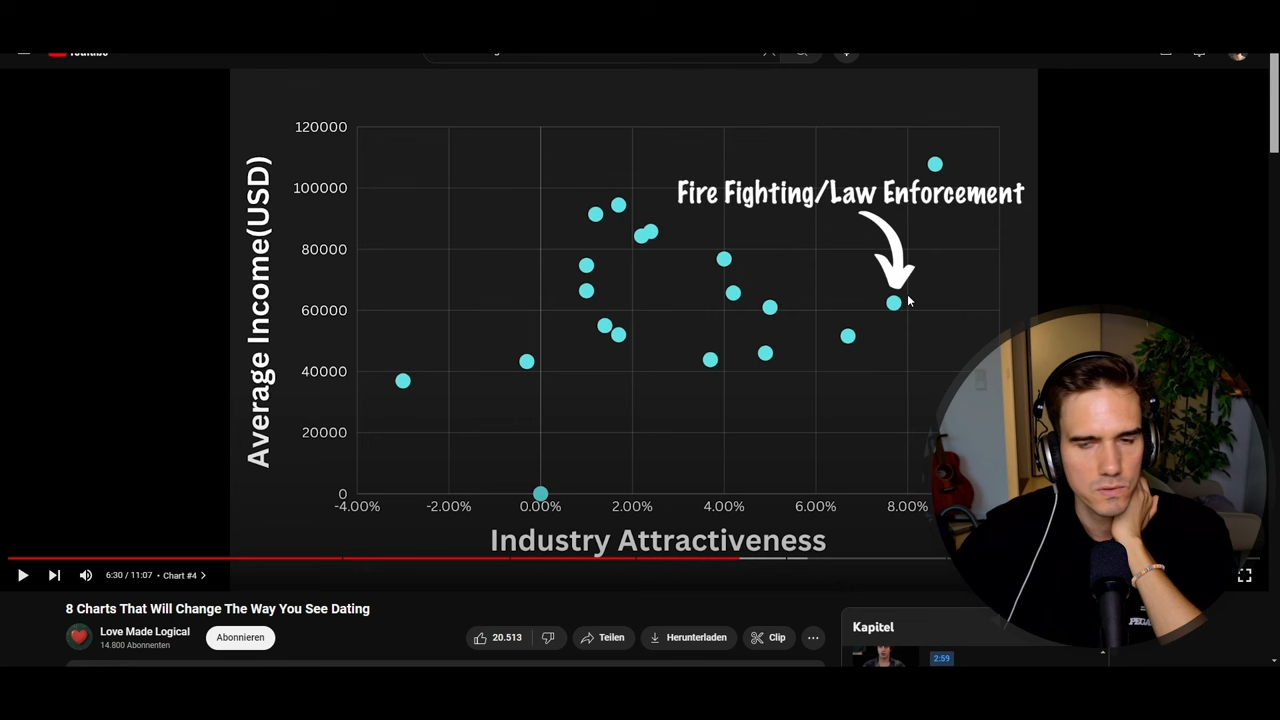 120000
100000
80000
60000
40000
20000
0
-4.00%
-2.00%
0.00%
2.00%
4.00%
6.00%
8.00%
Average Income(USD)
Fire Fighting/Law Enforcement
Industry Attractiveness
6:30 / 11:07 • Chart #4
8 Charts That Will Change The Way You See Dating
Love Made Logical
14.800 Abonnenten
Abonnieren
20.513
Teilen
Herunterladen
Clip
Kapitel
2:59